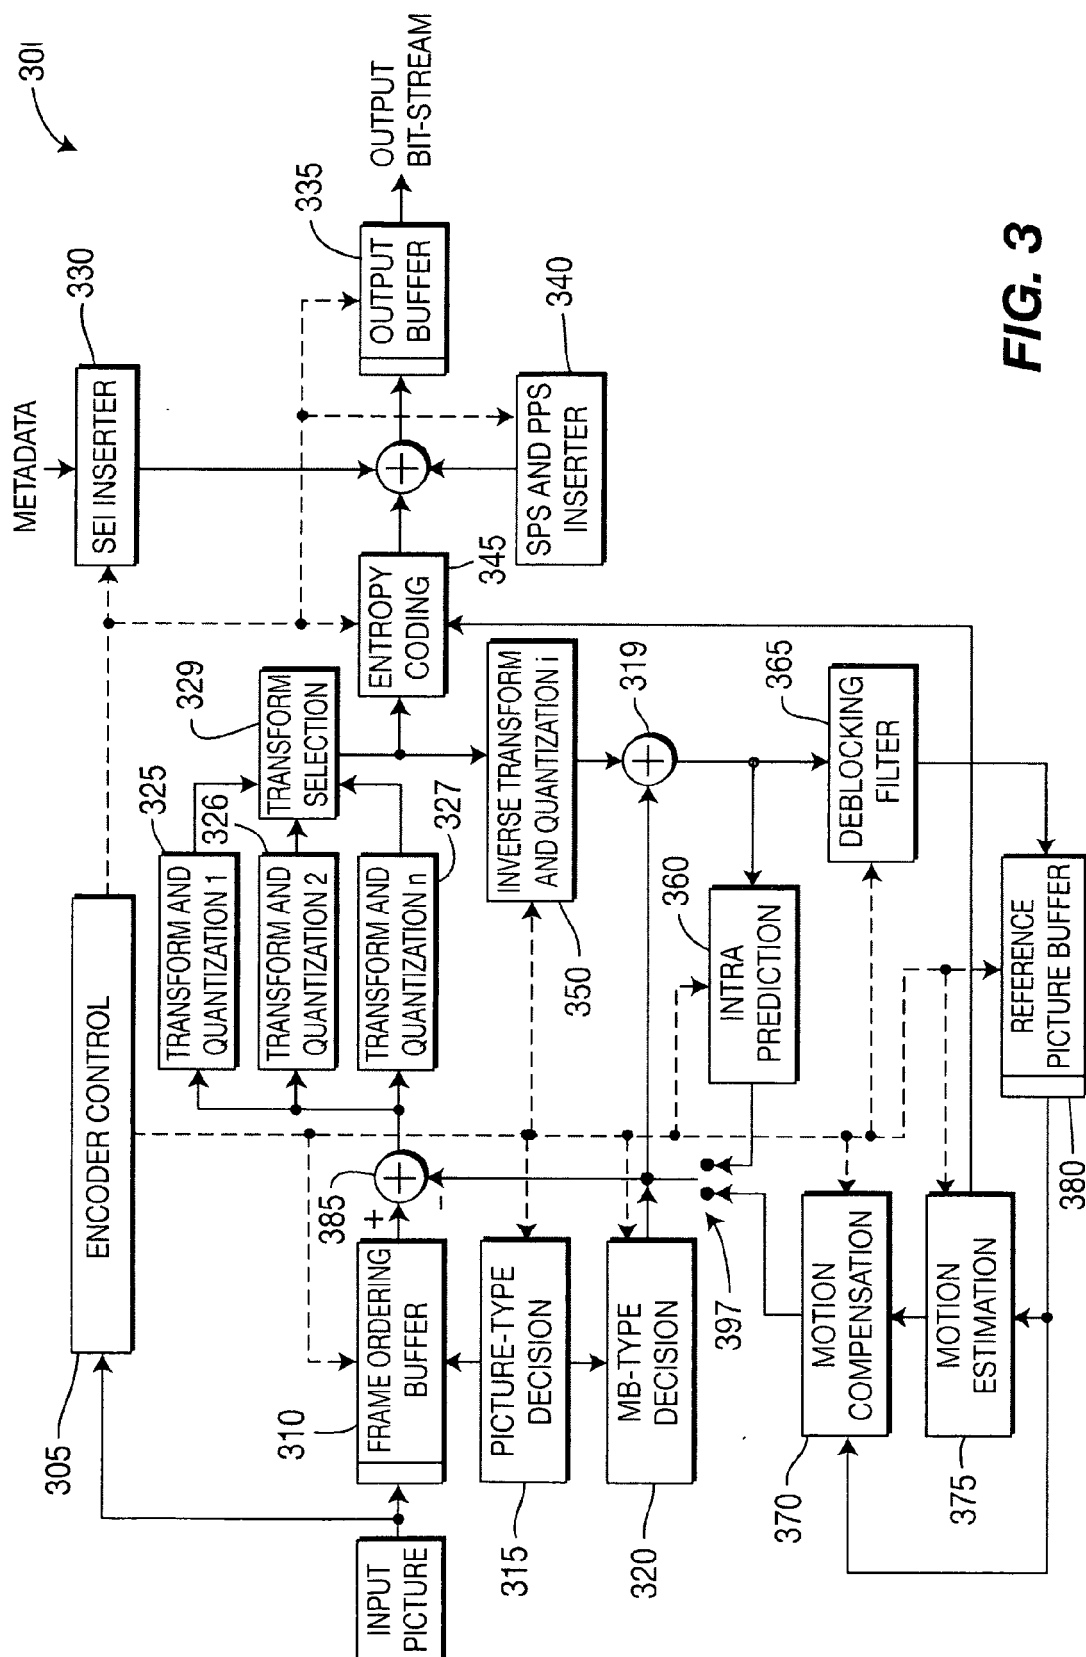 301
METADATA
330
SEI INSERTER
OUTPUT
BIT-STREAM
335
OUTPUT
BUFFER
340
SPS AND PPS
INSERTER
ENTROPY
CODING
345
329
TRANSFORM
SELECTION
325
TRANSFORM AND
QUANTIZATION 1
326
TRANSFORM AND
QUANTIZATION 2
327
TRANSFORM AND
QUANTIZATION n
INVERSE TRANSFORM
AND QUANTIZATION i
350
319
365
DEBLOCKING
FILTER
360
INTRA
PREDICTION
REFERENCE
PICTURE BUFFER
380
ENCODER CONTROL
305
385
+
+
+
+
-
310
FRAME ORDERING
BUFFER
PICTURE-TYPE
DECISION
315
MB-TYPE
DECISION
320
397
MOTION
COMPENSATION
370
MOTION
ESTIMATION
375
INPUT
PICTURE
FIG. 3